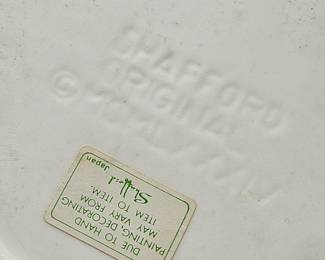 SHAFFORD
ORIGINAL
©
DUE TO HAND
PAINTING, DECORATING
MAY VARY FROM
ITEM TO ITEM.
Japan